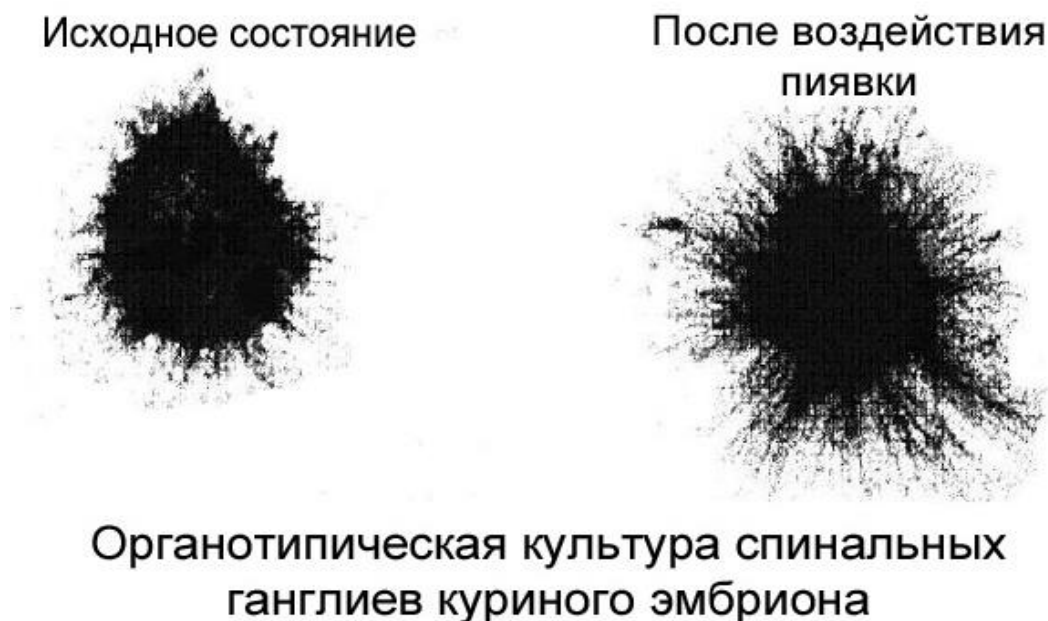 Исходное состояние
После воздействия
пиявки
Органотипическая культура спинальных
ганглиев куриного эмбриона